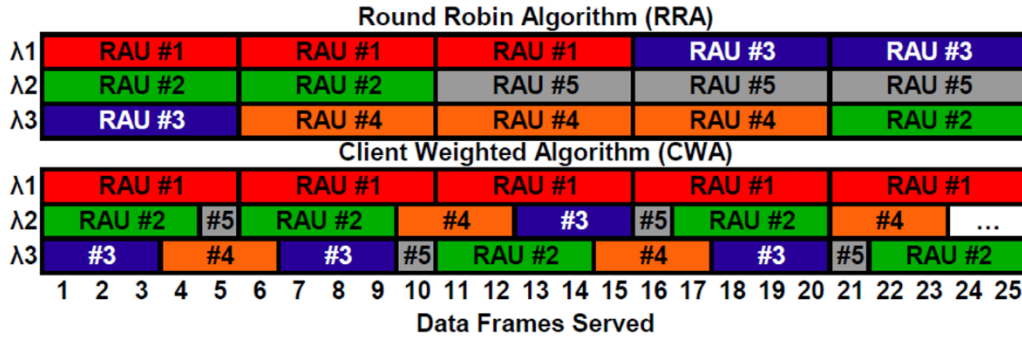 Round Robin Algorithm (RRA)
λ1 RAU #1 RAU #1 RAU #1 RAU #3 RAU #3
λ2 RAU #2 RAU #2 RAU #5 RAU #5 RAU #5
λ3 RAU #3 RAU #4 RAU #4 RAU #4 RAU #2
Client Weighted Algorithm (CWA)
λ1 RAU #1 RAU #1 RAU #1 RAU #1 RAU #1
λ2 RAU #2 #5 RAU #2 #4 #3 #5 RAU #2 #4 ...
λ3 #3 #4 #3 #5 RAU #2 #4 #3 #5 RAU #2
1 2 3 4 5 6 7 8 9 10 11 12 13 14 15 16 17 18 19 20 21 22 23 24 25
Data Frames Served